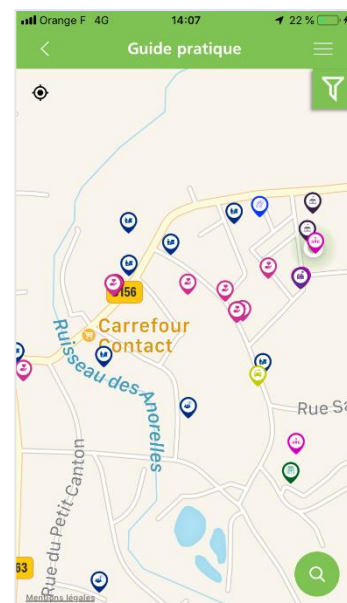 Orange F 4G 14:07 22 %
Guide pratique
156
Carrefour
Contact
Ruisseau des Anorelles
Rue Sa
Rue du Petit Canton
63
Mentions légales